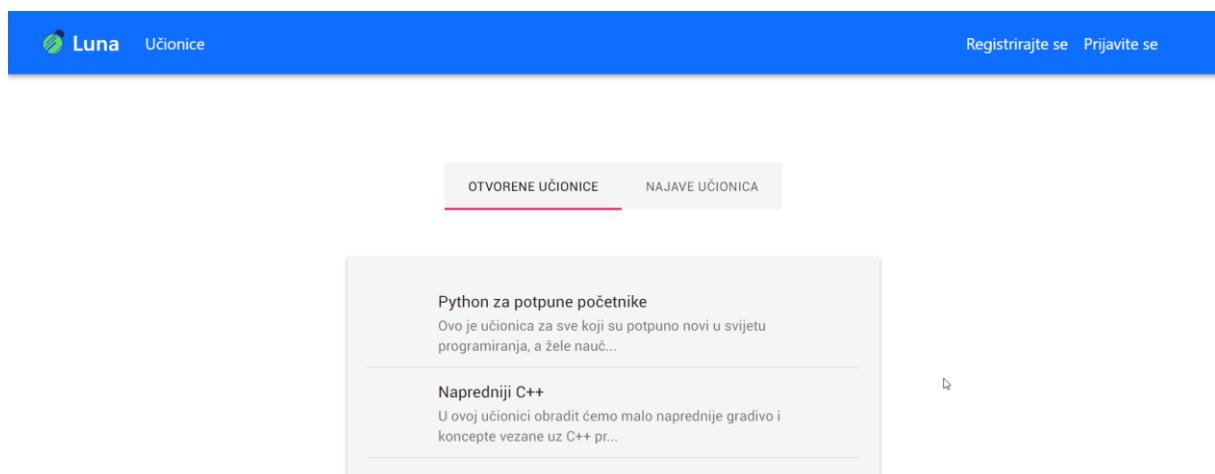 Luna Učionice Registrirajte se Prijavite se
OTVORENE UČIONICE NAJAVE UČIONICA
Python za potpune početnike
Ovo je učionica za sve koji su potpuno novi u svijetu
programiranja, a žele nauč...
Napredniji C++
U ovoj učionici obradit ćemo malo naprednije gradivo i
koncepte vezane uz C++ pr...